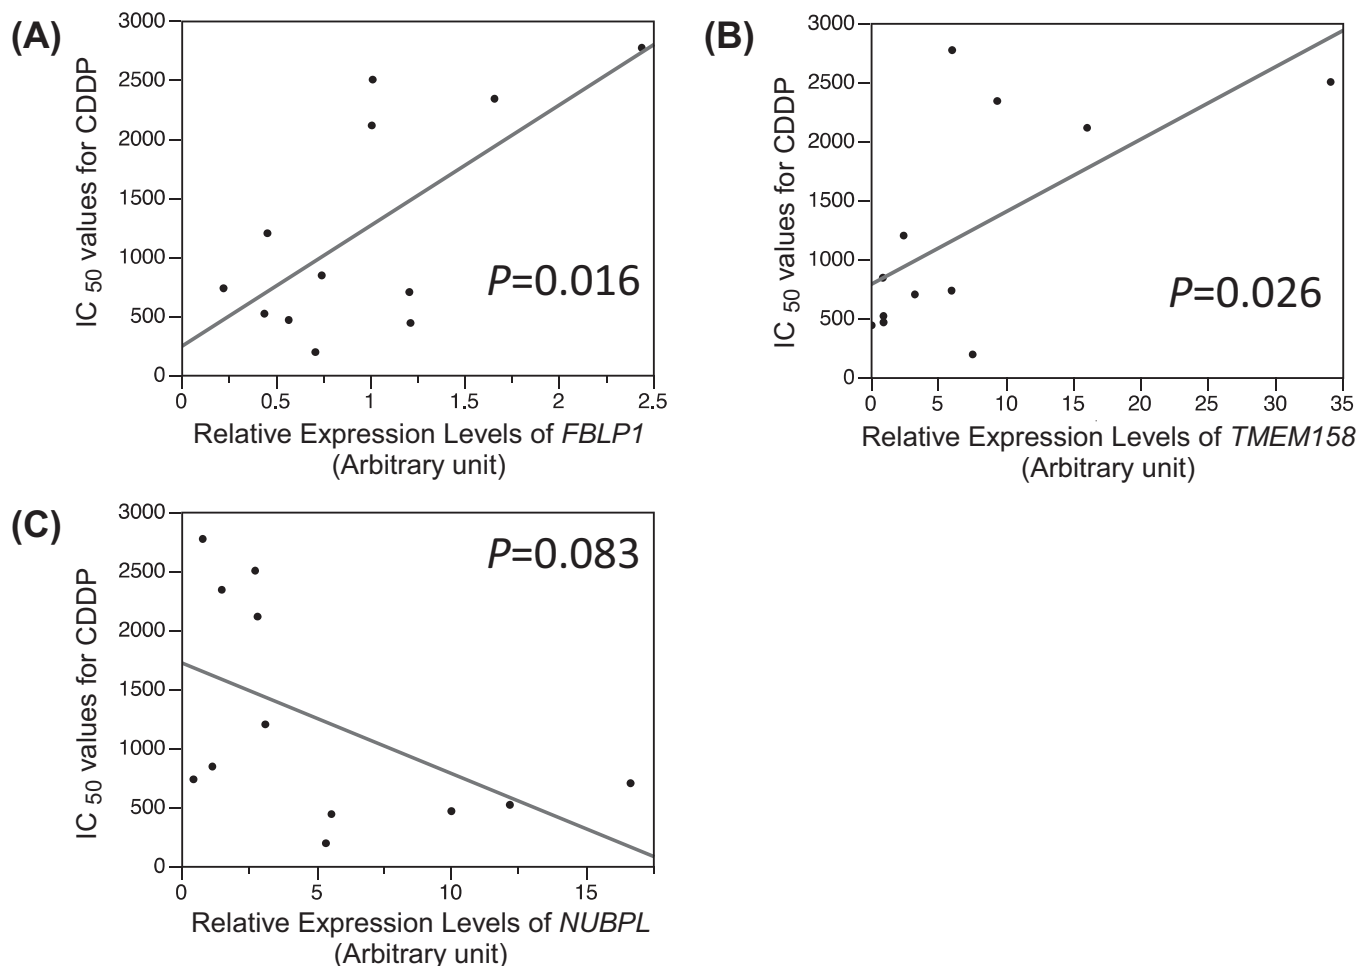 (A)
IC 50 values for CDDP
3000
2500
2000
1500
1000
500
0
P=0.016
0 0.5 1 1.5 2 2.5
Relative Expression Levels of FBLP1
(Arbitrary unit)
(B)
IC 50 values for CDDP
3000
2500
2000
1500
1000
500
0
P=0.026
0 5 10 15 20 25 30 35
Relative Expression Levels of TMEM158
(Arbitrary unit)
(C)
IC 50 values for CDDP
3000
2500
2000
1500
1000
500
0
P=0.083
0 5 10 15
Relative Expression Levels of NUBPL
(Arbitrary unit)